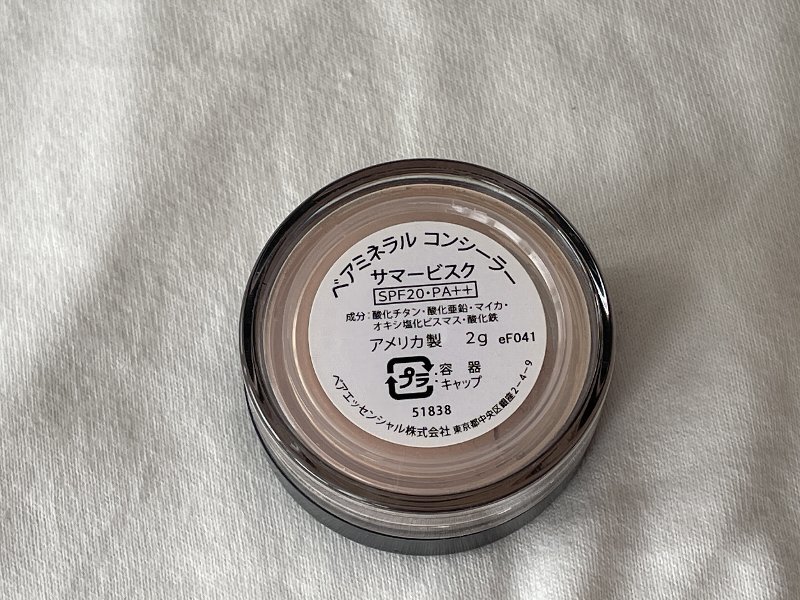 ベアミネラル コンシーラー
サマービスク
SPF20・PA++
成分：酸化チタン・酸化亜鉛・マイカ・
オキシ塩化ビスマス・酸化鉄
アメリカ製 2g eF041
プラ ・容器
・キャップ
51838
ベアエッセンシャル株式会社 東京都中央区銀座2-4-9